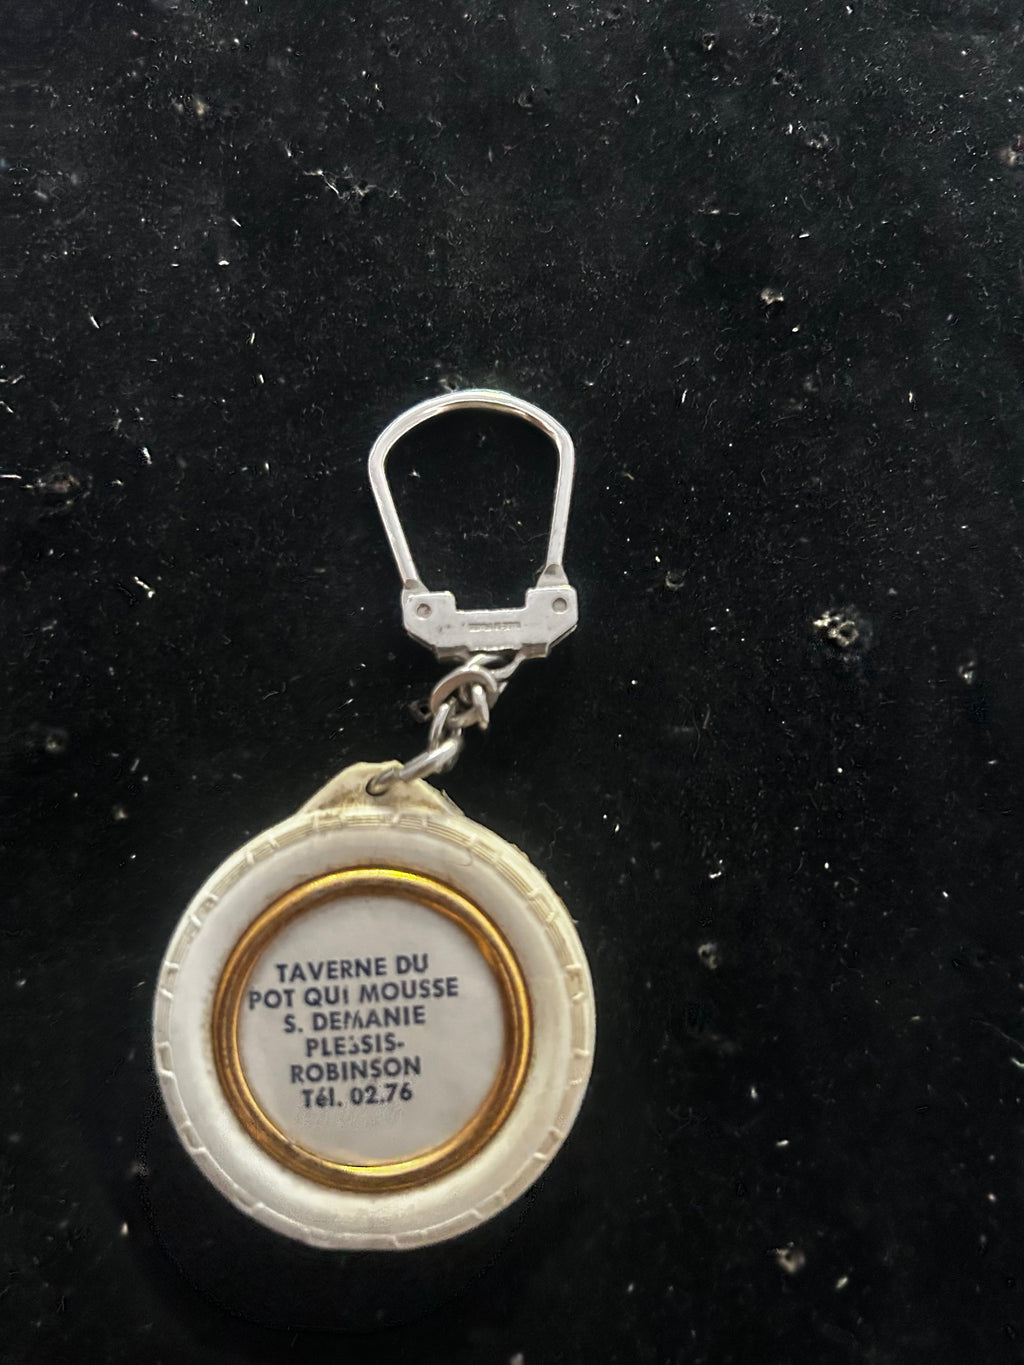 TAVERNE DU
POT QUI MOUSSE
S. DEMANIE
PLESSIS-
ROBINSON
Tél. 02.76